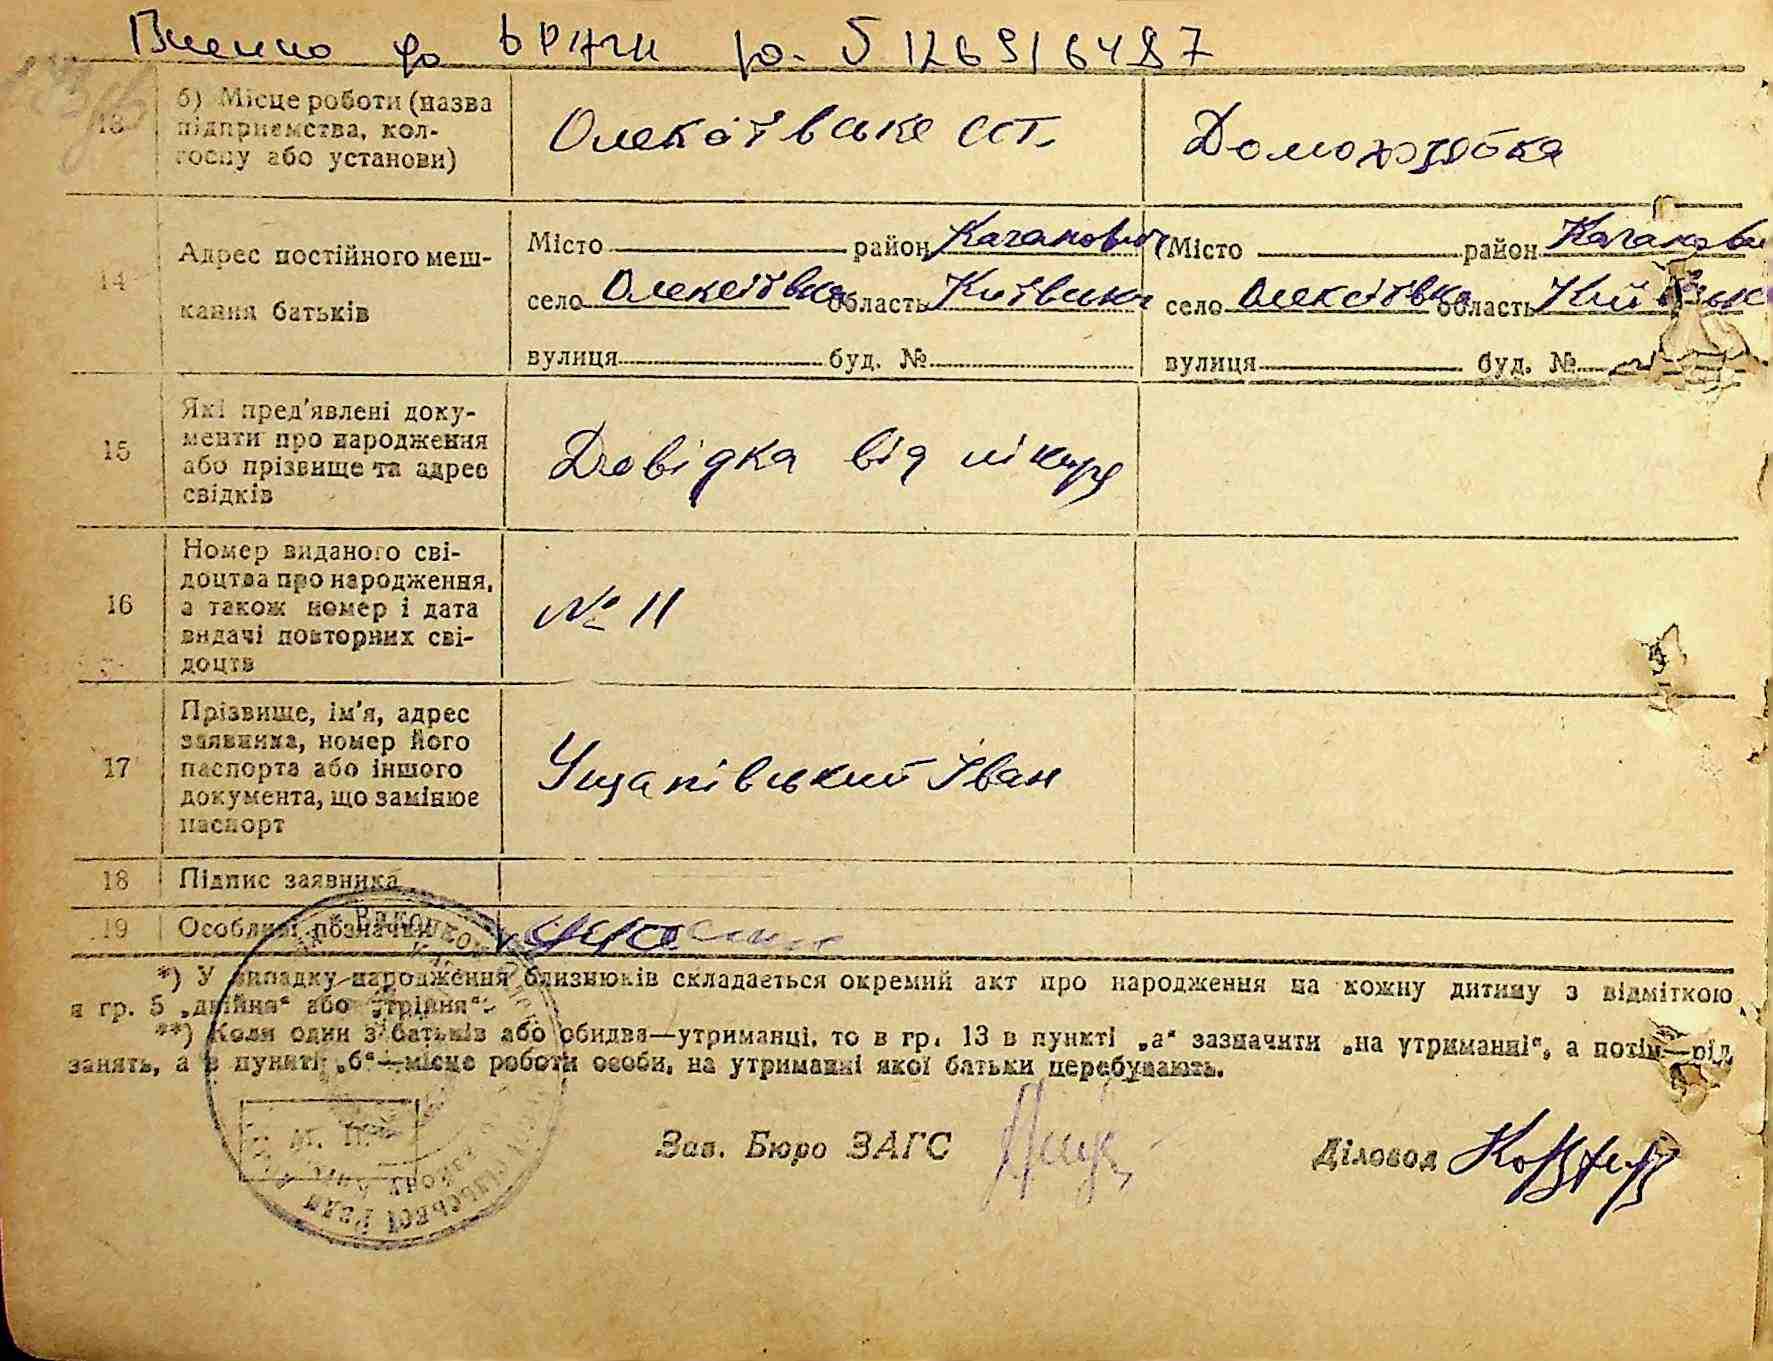 Внесено до ДРАЦС
13 б) Місце роботи (назва підприємства, колгоспу або установи) Домохазяйка
14 Адрес постійного мешкання батьків
Місто район Каганович Місто район Каганови
село Олексіївка область Київська село Олексіївка область Київськ
вулиця буд. № вулиця буд. №
15 Які пред'явлені документи про народження або прізвище та адрес свідків Довідка від лікаря
16 Номер виданого свідоцтва про народження, а також номер і дата видачі повторних свідоцтв № 11
17 Прізвище, ім'я, адрес заявника, номер його паспорта або іншого документа, що замінює паспорт Ущапівський Іван
18 Підпис заявника
19 Особливі позначки
*) У випадку народження близнюків складається окремий акт про народження на кожну дитину з відміткою
в гр. 5 „двійня“ або „трійня“.
**) Коли один з батьків або обидва—утриманці, то в гр. 13 в пункті „а“ зазначити „на утриманні“, а потім—рід
занять, а в пункті „б“—місце роботи особи, на утриманні якої батьки перебувають.
М. П.
Зав. Бюро ЗАГС Діловод